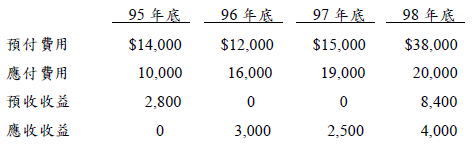 95 年底 96 年底 97 年底 98 年底
預付費用 $14,000 $12,000 $15,000 $38,000
應付費用 10,000 16,000 19,000 20,000
預收收益 2,800 0 0 8,400
應收收益 0 3,000 2,500 4,000